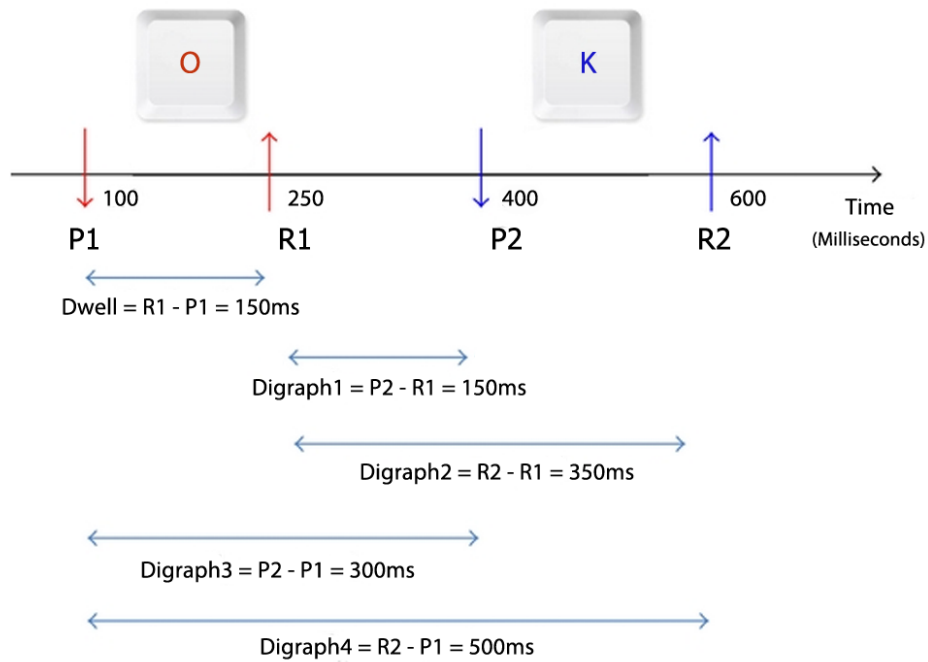 O K
100 250 400 600
P1 R1 P2 R2
Time
(Milliseconds)
Dwell = R1 - P1 = 150ms
Digraph1 = P2 - R1 = 150ms
Digraph2 = R2 - R1 = 350ms
Digraph3 = P2 - P1 = 300ms
Digraph4 = R2 - P1 = 500ms